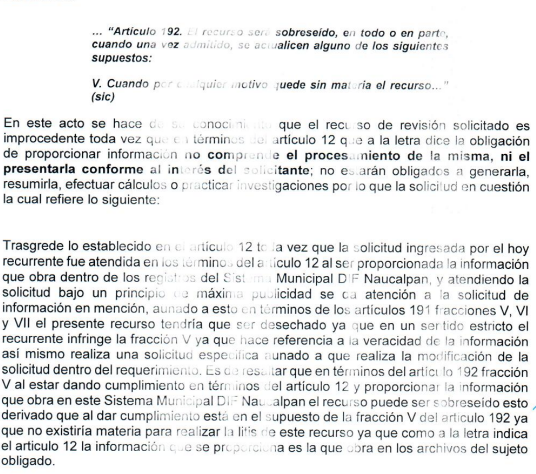 ... “Artículo 192. El recurso será sobreseído, en todo o en parte,
cuando una vez admitido, se actualicen alguno de los siguientes
supuestos:
V. Cuando por cualquier motivo quede sin materia el recurso...”
(sic)
En este acto se hace de su conocimiento que el recurso de revisión solicitado es
improcedente toda vez que en términos del artículo 12 que a la letra dice la obligación
de proporcionar información no comprende el procesamiento de la misma, ni el
presentarla conforme al interés del solicitante; no estarán obligados a generarla,
resumirla, efectuar cálculos o practicar investigaciones por lo que la solicitud en cuestión
la cual refiere lo siguiente:
Trasgrede lo establecido en el artículo 12 toda vez que la solicitud ingresada por el hoy
recurrente fue atendida en los términos del artículo 12 al ser proporcionada la información
que obra dentro de los registros del Sistema Municipal DIF Naucalpan, y atendiendo la
solicitud bajo un principio de máxima publicidad se da atención a la solicitud de
información en mención, aunado a esto en términos de los artículos 191 fracciones V, VI
y VII el presente recurso tendría que ser desechado ya que en un sentido estricto el
recurrente infringe la fracción V ya que hace referencia a la veracidad de la información
así mismo realiza una solicitud especifica aunado a que realiza la modificación de la
solicitud dentro del requerimiento. Es de resaltar que en términos del artículo 192 fracción
V al estar dando cumplimiento en términos del artículo 12 y proporcionar la información
que obra en este Sistema Municipal DIF Naucalpan el recurso puede ser sobreseído esto
derivado que al dar cumplimiento está en el supuesto de la fracción V del artículo 192 ya
que no existiría materia para realizar la litis de este recurso ya que como a la letra indica
el artículo 12 la información que se proporciona es la que obra en los archivos del sujeto
obligado.